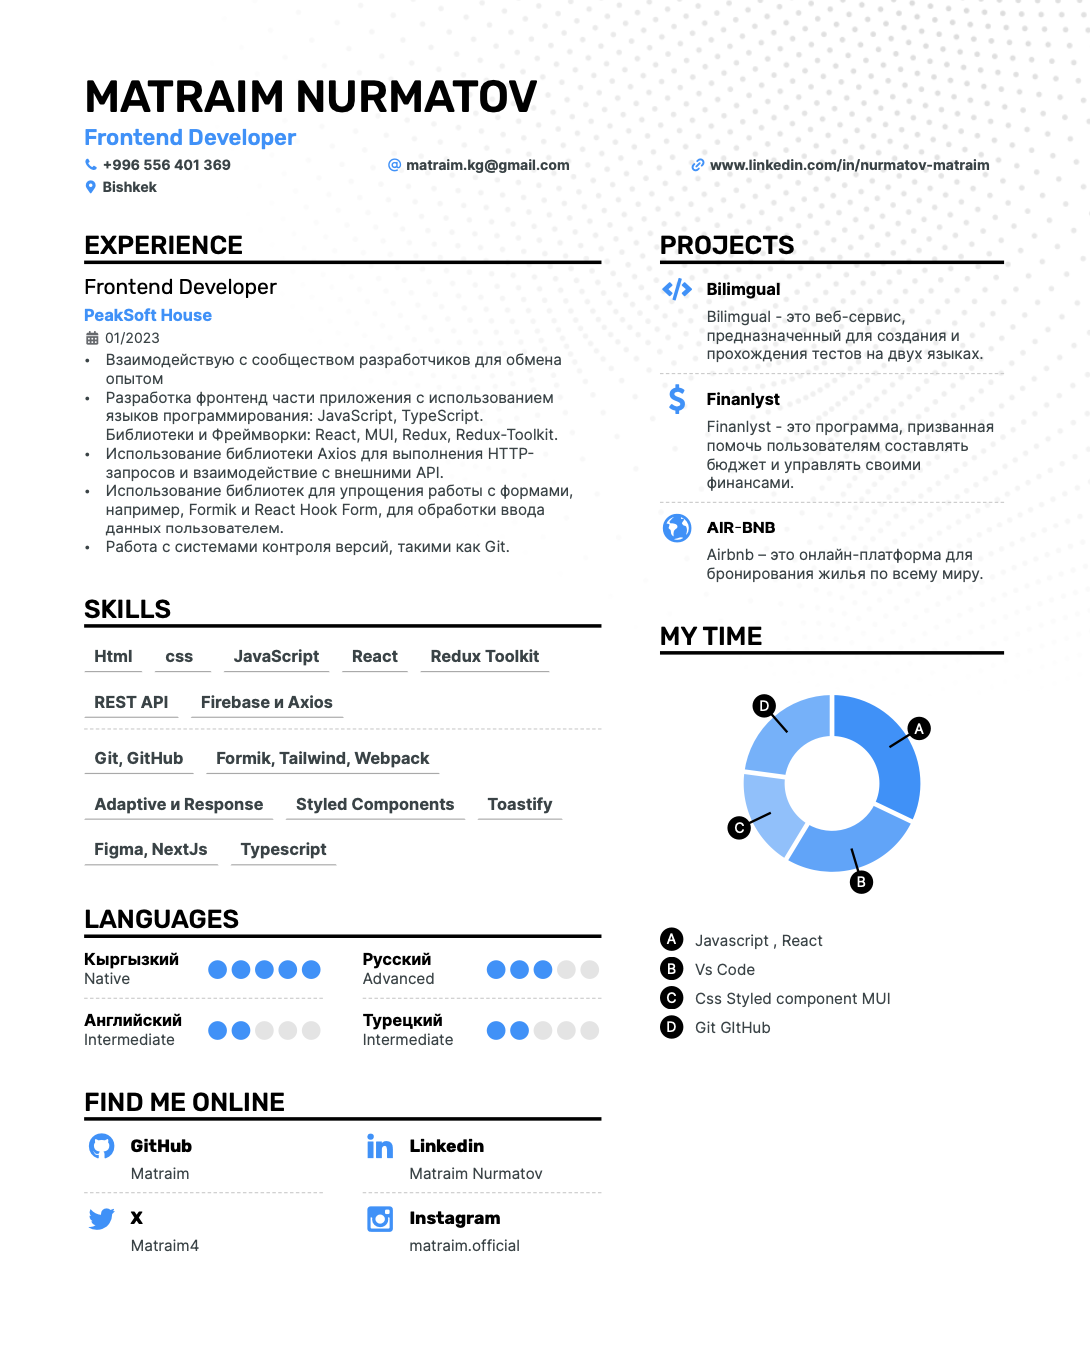 MATRAIM NURMATOV
Frontend Developer
+996 556 401 369
matraim.kg@gmail.com
www.linkedin.com/in/nurmatov-matraim
Bishkek
EXPERIENCE
Frontend Developer
PeakSoft House
01/2023
• Взаимодействую с сообществом разработчиков для обмена
опытом
• Разработка фронтенд части приложения с использованием
языков программирования: JavaScript, TypeScript.
Библиотеки и Фреймворки: React, MUI, Redux, Redux-Toolkit.
• Использование библиотеки Axios для выполнения HTTP-
запросов и взаимодействие с внешними API.
• Использование библиотек для упрощения работы с формами,
например, Formik и React Hook Form, для обработки ввода
данных пользователем.
• Работа с системами контроля версий, такими как Git.
SKILLS
Html css JavaScript React Redux Toolkit
REST API Firebase и Axios
Git, GitHub Formik, Tailwind, Webpack
Adaptive и Response Styled Components Toastify
Figma, NextJs Typescript
LANGUAGES
Кыргызкий
Native
Русский
Advanced
Английский
Intermediate
Турецкий
Intermediate
FIND ME ONLINE
GitHub
Matraim
Linkedin
Matraim Nurmatov
X
Matraim4
Instagram
matraim.official
PROJECTS
Bilimgual
Bilimgual - это веб-сервис,
предназначенный для создания и
прохождения тестов на двух языках.
Finanlyst
Finanlyst - это программа, призванная
помочь пользователям составлять
бюджет и управлять своими
финансами.
AIR-BNB
Airbnb – это онлайн-платформа для
бронирования жилья по всему миру.
MY TIME
D
A
C
B
A Javascript , React
B Vs Code
C Css Styled component MUI
D Git GItHub